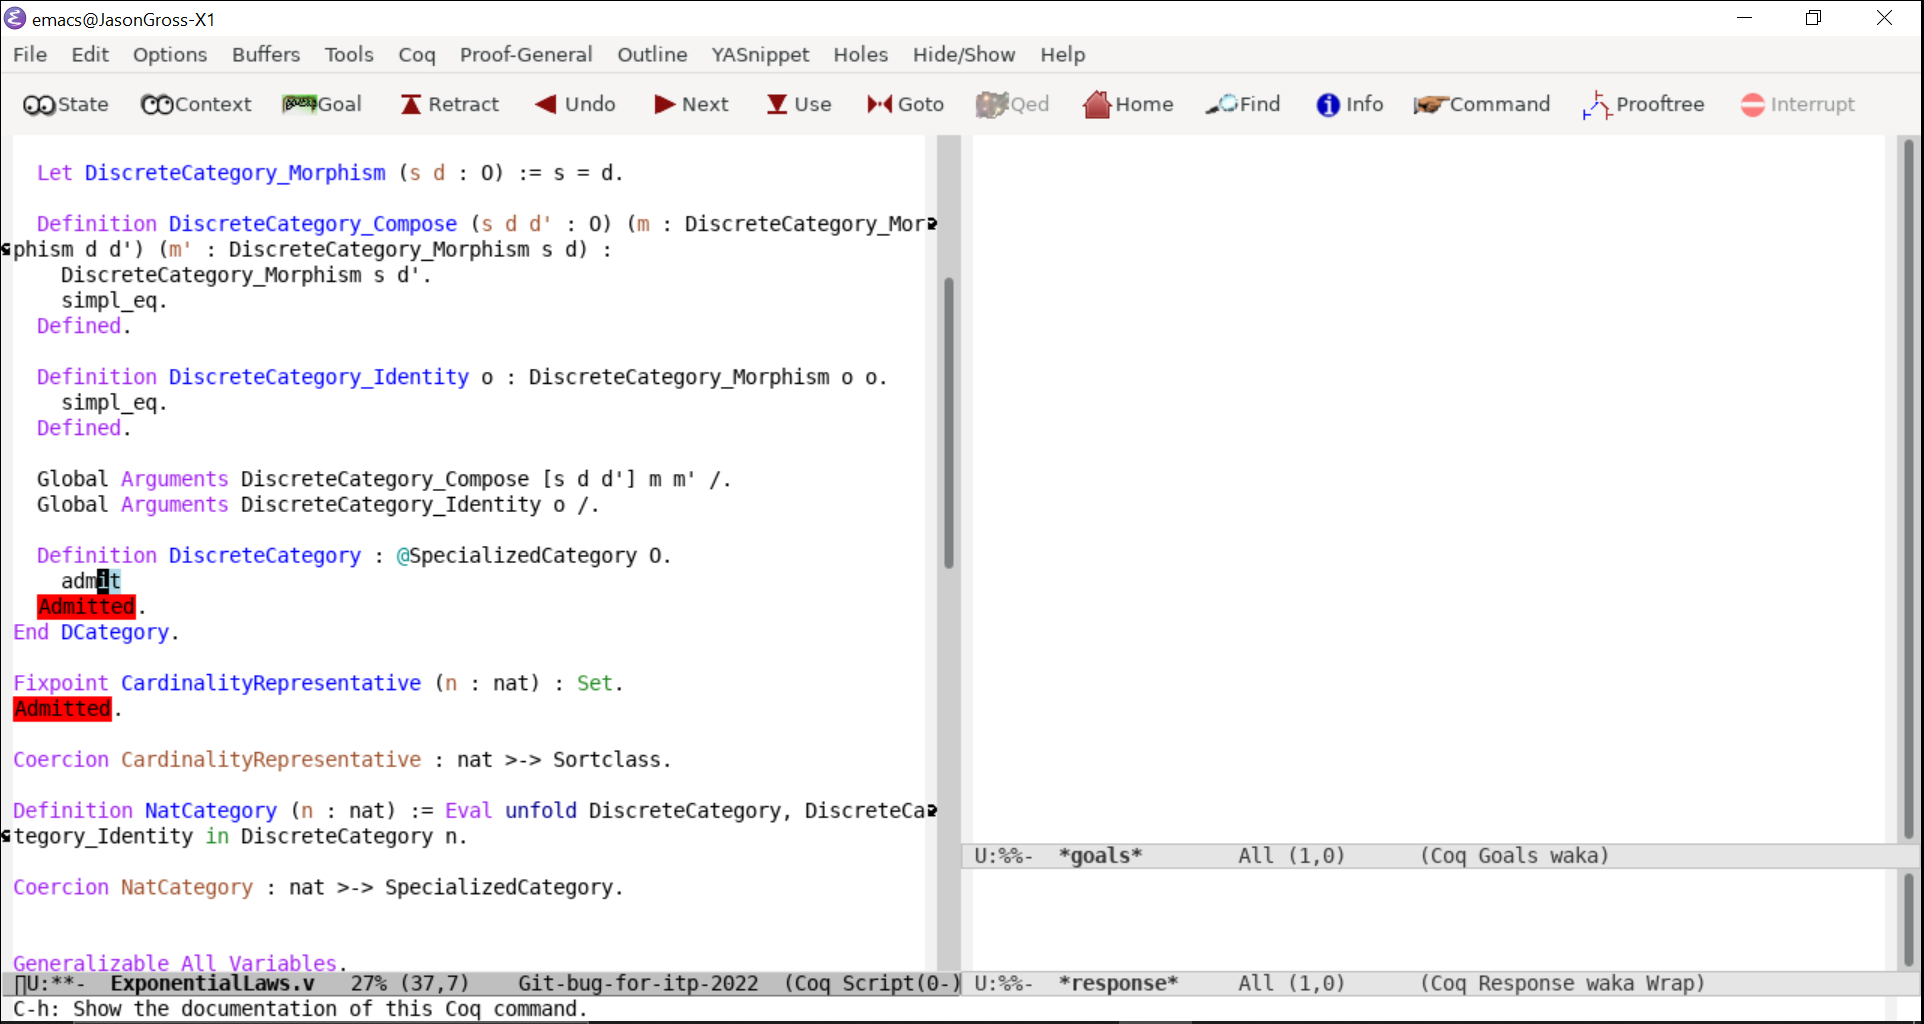 emacs@JasonGross-X1
File Edit Options Buffers Tools Coq Proof-General Outline YASnippet Holes Hide/Show Help
State Context Goal Retract Undo Next Use Goto Qed Home Find Info Command Prooftree Interrupt
Let DiscreteCategory_Morphism (s d : O) := s = d.
Definition DiscreteCategory_Compose (s d d' : O) (m : DiscreteCategory_Mor
phism d d') (m' : DiscreteCategory_Morphism s d) :
DiscreteCategory_Morphism s d'.
simpl_eq.
Defined.
Definition DiscreteCategory_Identity o : DiscreteCategory_Morphism o o.
simpl_eq.
Defined.
Global Arguments DiscreteCategory_Compose [s d d'] m m' /.
Global Arguments DiscreteCategory_Identity o /.
Definition DiscreteCategory : @SpecializedCategory O.
admit
Admitted.
End DCategory.
Fixpoint CardinalityRepresentative (n : nat) : Set.
Admitted.
Coercion CardinalityRepresentative : nat >-> Sortclass.
Definition NatCategory (n : nat) := Eval unfold DiscreteCategory, DiscreteCa
tegory_Identity in DiscreteCategory n.
Coercion NatCategory : nat >-> SpecializedCategory.
Generalizable All Variables.
U:**- ExponentialLaws.v 27% (37,7) Git-bug-for-itp-2022 (Coq Script(0-)
C-h: Show the documentation of this Coq command.
U:%%- *goals* All (1,0) (Coq Goals waka)
U:%%- *response* All (1,0) (Coq Response waka Wrap)